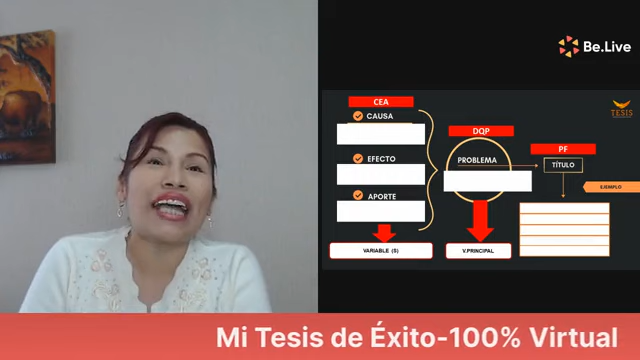 Be.Live
CEA
CAUSA
EFECTO
APORTE
VARIABLE (S)
DQP
PROBLEMA
V.PRINCIPAL
PF
TÍTULO
EJEMPLO
TESIS
Mi Tesis de Éxito-100% Virtual